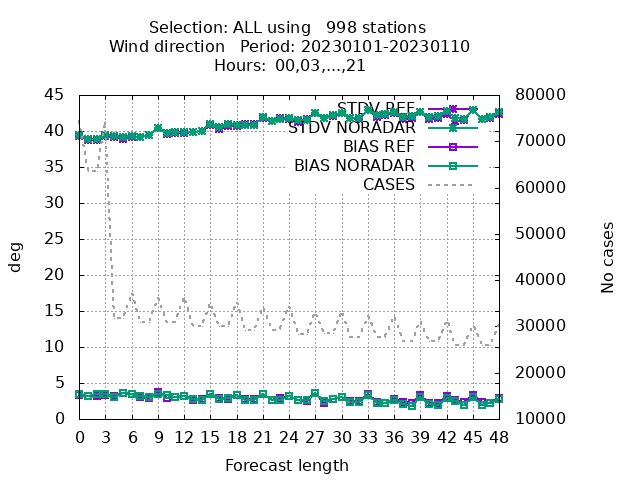 Selection: ALL using   998 stations
Wind direction   Period: 20230101-20230110
Hours:  00,03,...,21
45
40
35
30
25
20
15
10
5
0
80000
70000
60000
50000
40000
30000
20000
10000
STDV REF
STDV NORADAR
BIAS REF
BIAS NORADAR
CASES
deg
No cases
0 3 6 9 12 15 18 21 24 27 30 33 36 39 42 45 48
Forecast length